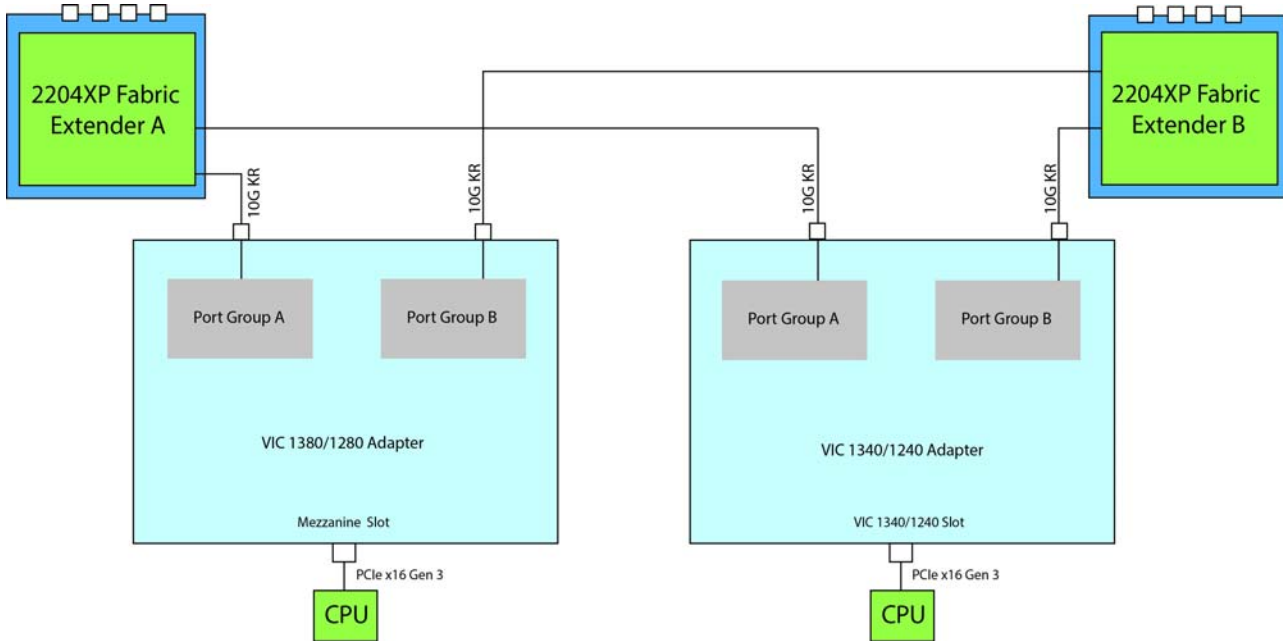 2204XP Fabric
Extender A
2204XP Fabric
Extender B
10G KR
10G KR
10G KR
10G KR
Port Group A
Port Group B
Port Group A
Port Group B
VIC 1380/1280 Adapter
VIC 1340/1240 Adapter
Mezzanine Slot
VIC 1340/1240 Slot
PCIe x16 Gen 3
PCIe x16 Gen 3
CPU
CPU